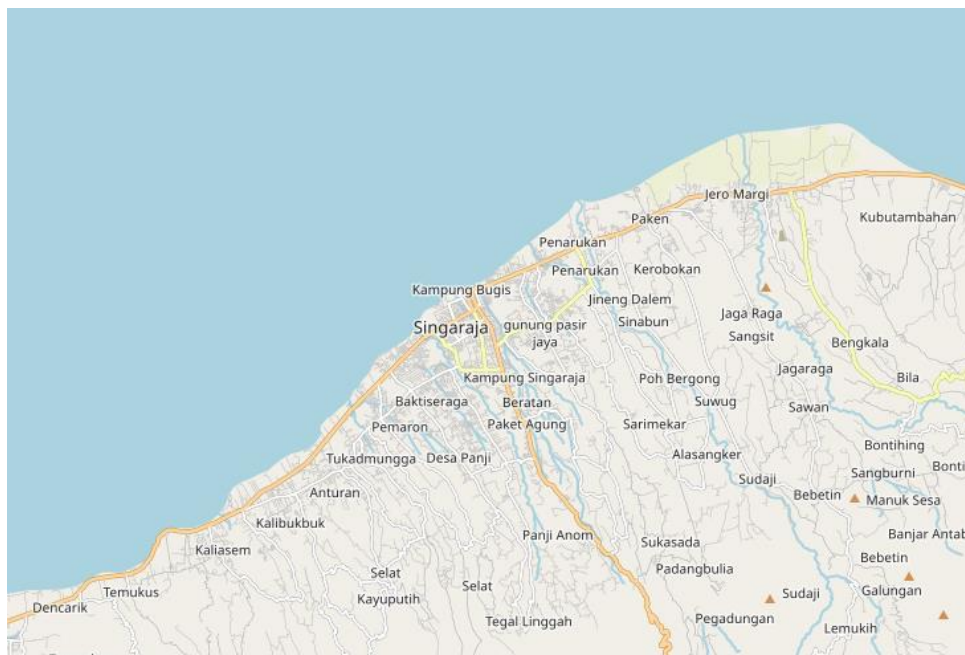 Jero Margi
Kubutambahan
Paken
Penarukan
Penarukan
Kerobokan
Kampung Bugis
Jineng Dalem
Jaga Raga
Singaraja
gunung pasir
jaya
Sinabun
Sangsit
Bengkala
Jagaraga
Kampung Singaraja
Poh Bergong
Bila
Baktiseraga
Beratan
Suwug
Sawan
Pemaron
Paket Agung
Sarimekar
Bontihing
Tukadmungga
Desa Panji
Alasangker
Sangburni
Bonti
Sudaji
Anturan
Bebetin
Manuk Sesa
Kalibukbuk
Panji Anom
Sukasada
Banjar Antab
Kaliasem
Bebetin
Padangbulia
Selat
Selat
Galungan
Temukus
Kayuputih
Sudaji
Dencarik
Tegal Linggah
Pegadungan
Lemukih